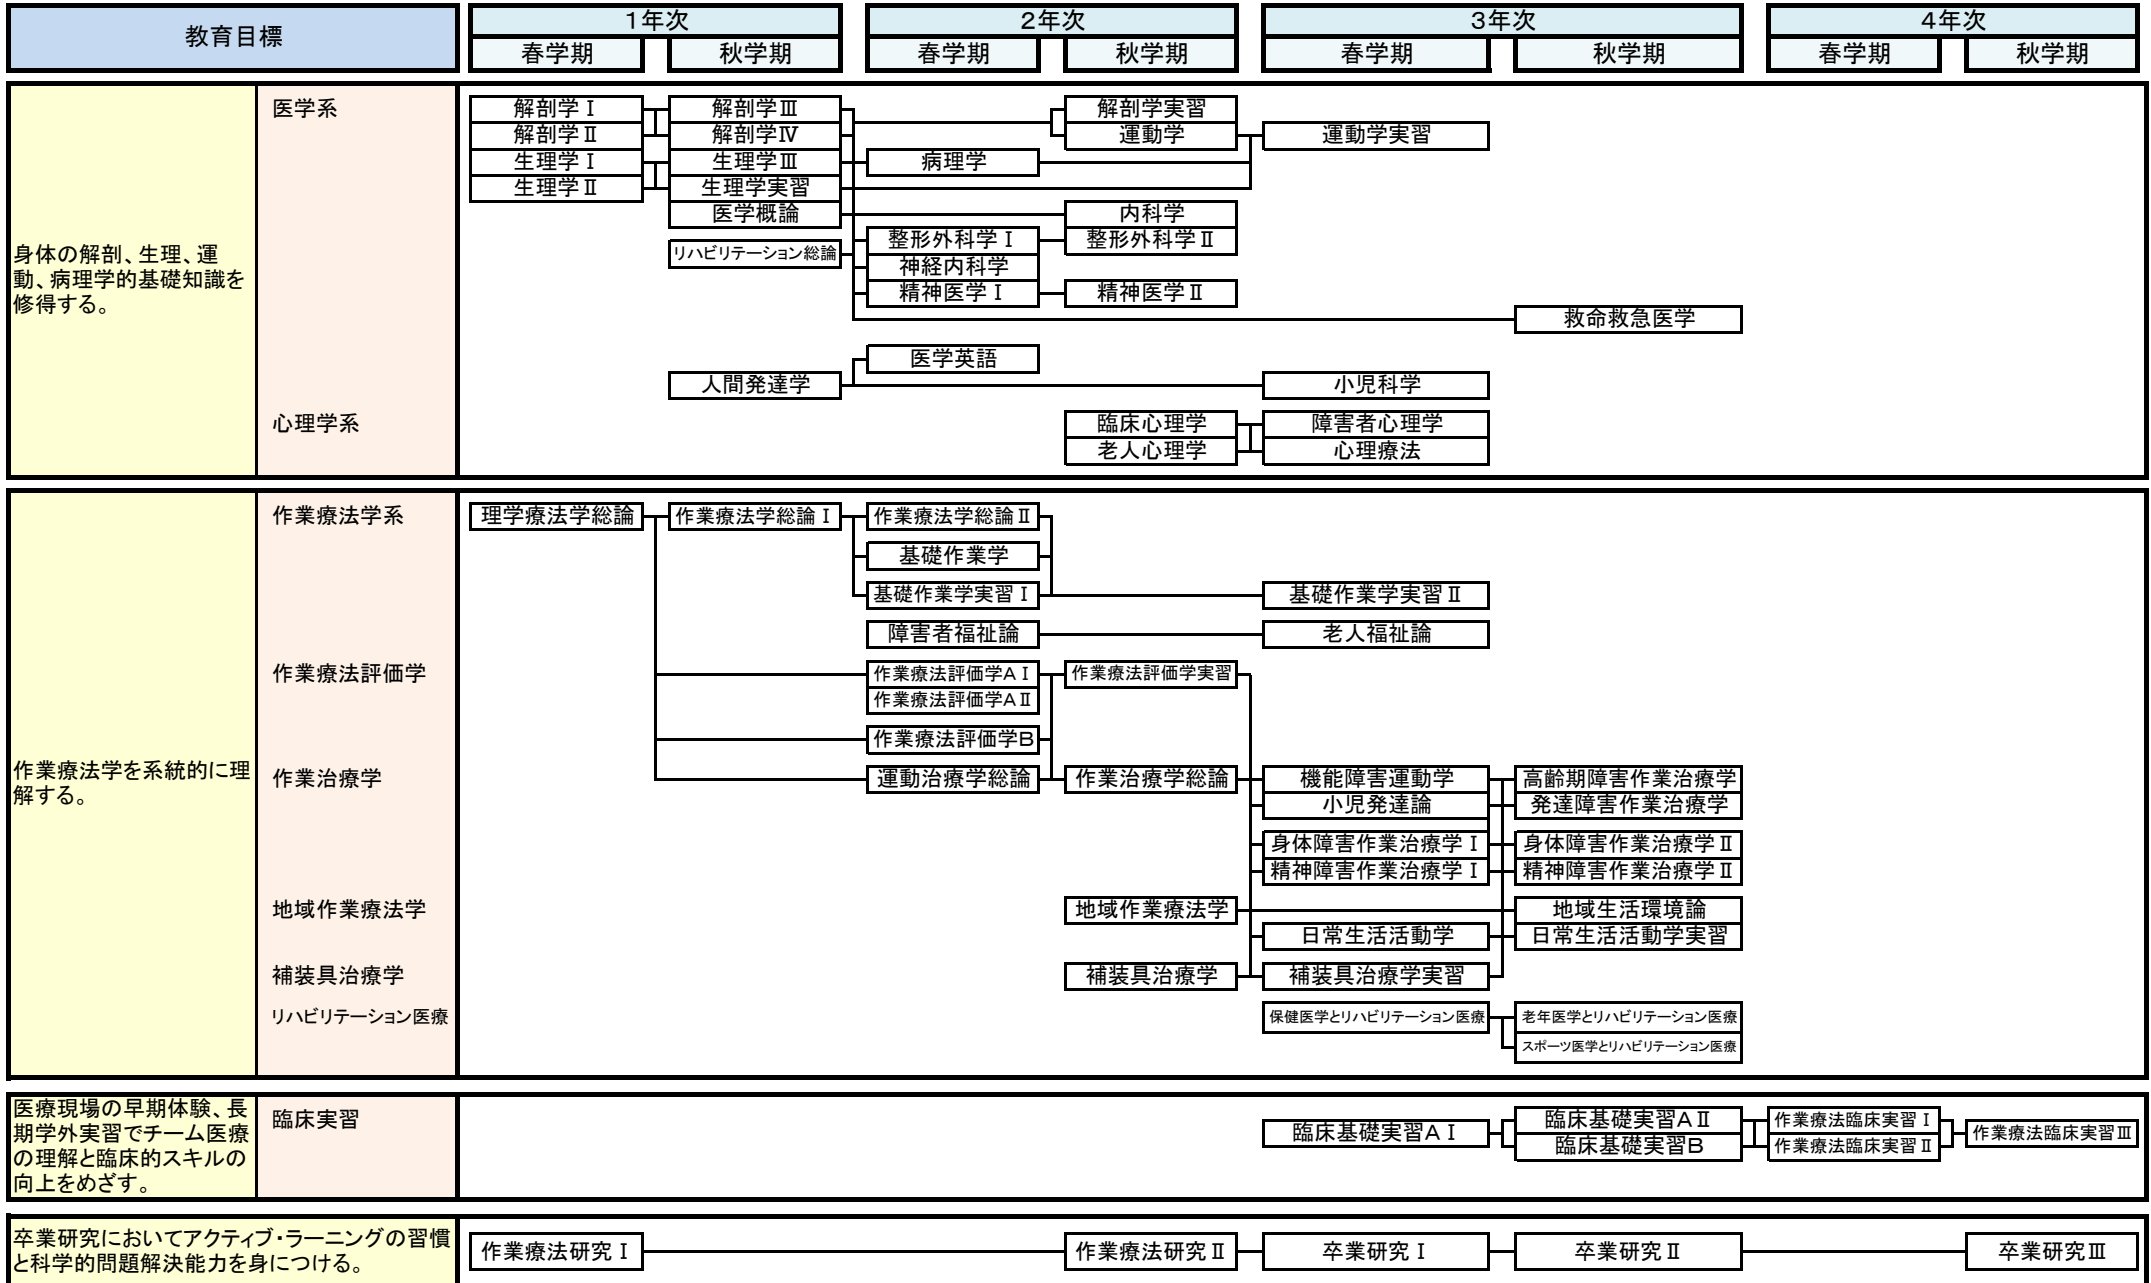 教育目標
1年次
2年次
3年次
4年次
春学期
秋学期
春学期
秋学期
春学期
秋学期
春学期
秋学期
身体の解剖、生理、運
動、病理学的基礎知識を
修得する。
医学系
解剖学Ⅰ
解剖学Ⅲ
解剖学実習
解剖学Ⅱ
解剖学Ⅳ
運動学
運動学実習
生理学Ⅰ
生理学Ⅲ
病理学
生理学Ⅱ
生理学実習
医学概論
内科学
リハビリテーション総論
整形外科学Ⅰ
整形外科学Ⅱ
神経内科学
精神医学Ⅰ
精神医学Ⅱ
救命救急医学
医学英語
人間発達学
小児科学
心理学系
臨床心理学
障害者心理学
老人心理学
心理療法
作業療法学を系統的に理
解する。
作業療法学系
理学療法学総論
作業療法学総論Ⅰ
作業療法学総論Ⅱ
基礎作業学
基礎作業学実習Ⅰ
基礎作業学実習Ⅱ
障害者福祉論
老人福祉論
作業療法評価学
作業療法評価学AⅠ
作業療法評価学実習
作業療法評価学AⅡ
作業療法評価学B
作業治療学
運動治療学総論
作業治療学総論
機能障害運動学
高齢期障害作業治療学
小児発達論
発達障害作業治療学
身体障害作業治療学Ⅰ
身体障害作業治療学Ⅱ
精神障害作業治療学Ⅰ
精神障害作業治療学Ⅱ
地域作業療法学
地域作業療法学
地域生活環境論
日常生活活動学
日常生活活動学実習
補装具治療学
補装具治療学
補装具治療学実習
リハビリテーション医療
保健医学とリハビリテーション医療
老年医学とリハビリテーション医療
スポーツ医学とリハビリテーション医療
医療現場の早期体験、長
期学外実習でチーム医療
の理解と臨床的スキルの
向上をめざす。
臨床実習
臨床基礎実習AⅠ
臨床基礎実習AⅡ
臨床基礎実習B
作業療法臨床実習Ⅰ
作業療法臨床実習Ⅱ
作業療法臨床実習Ⅲ
卒業研究においてアクティブ・ラーニングの習慣
と科学的問題解決能力を身につける。
作業療法研究Ⅰ
作業療法研究Ⅱ
卒業研究Ⅰ
卒業研究Ⅱ
卒業研究Ⅲ